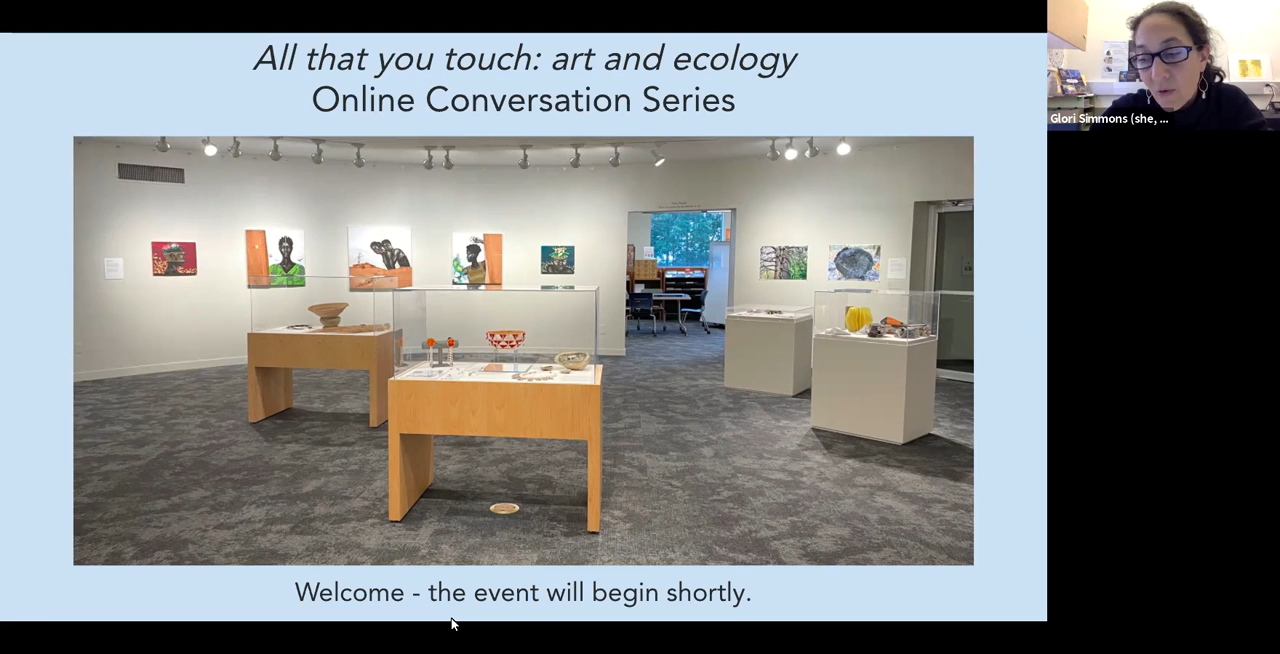 All that you touch: art and ecology
Online Conversation Series
Welcome - the event will begin shortly.
Glori Simmons (she, ...